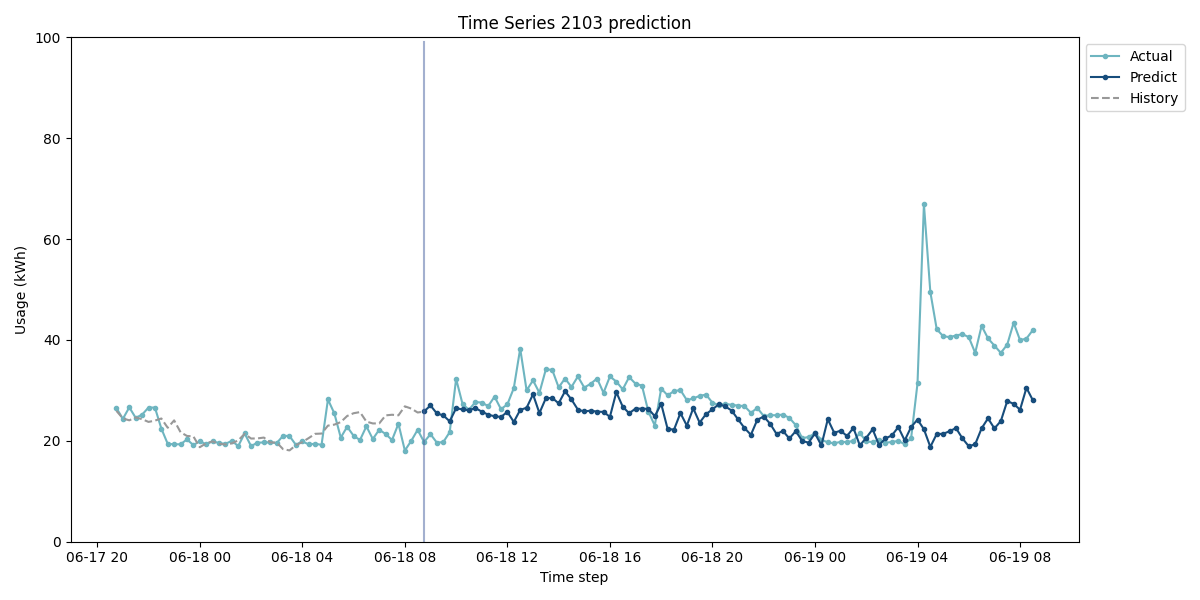 Time Series 2103 prediction
100
80
60
40
20
0
Usage (kWh)
06-17 20
06-18 00
06-18 04
06-18 08
06-18 12
06-18 16
06-18 20
06-19 00
06-19 04
06-19 08
Time step
Actual
Predict
History